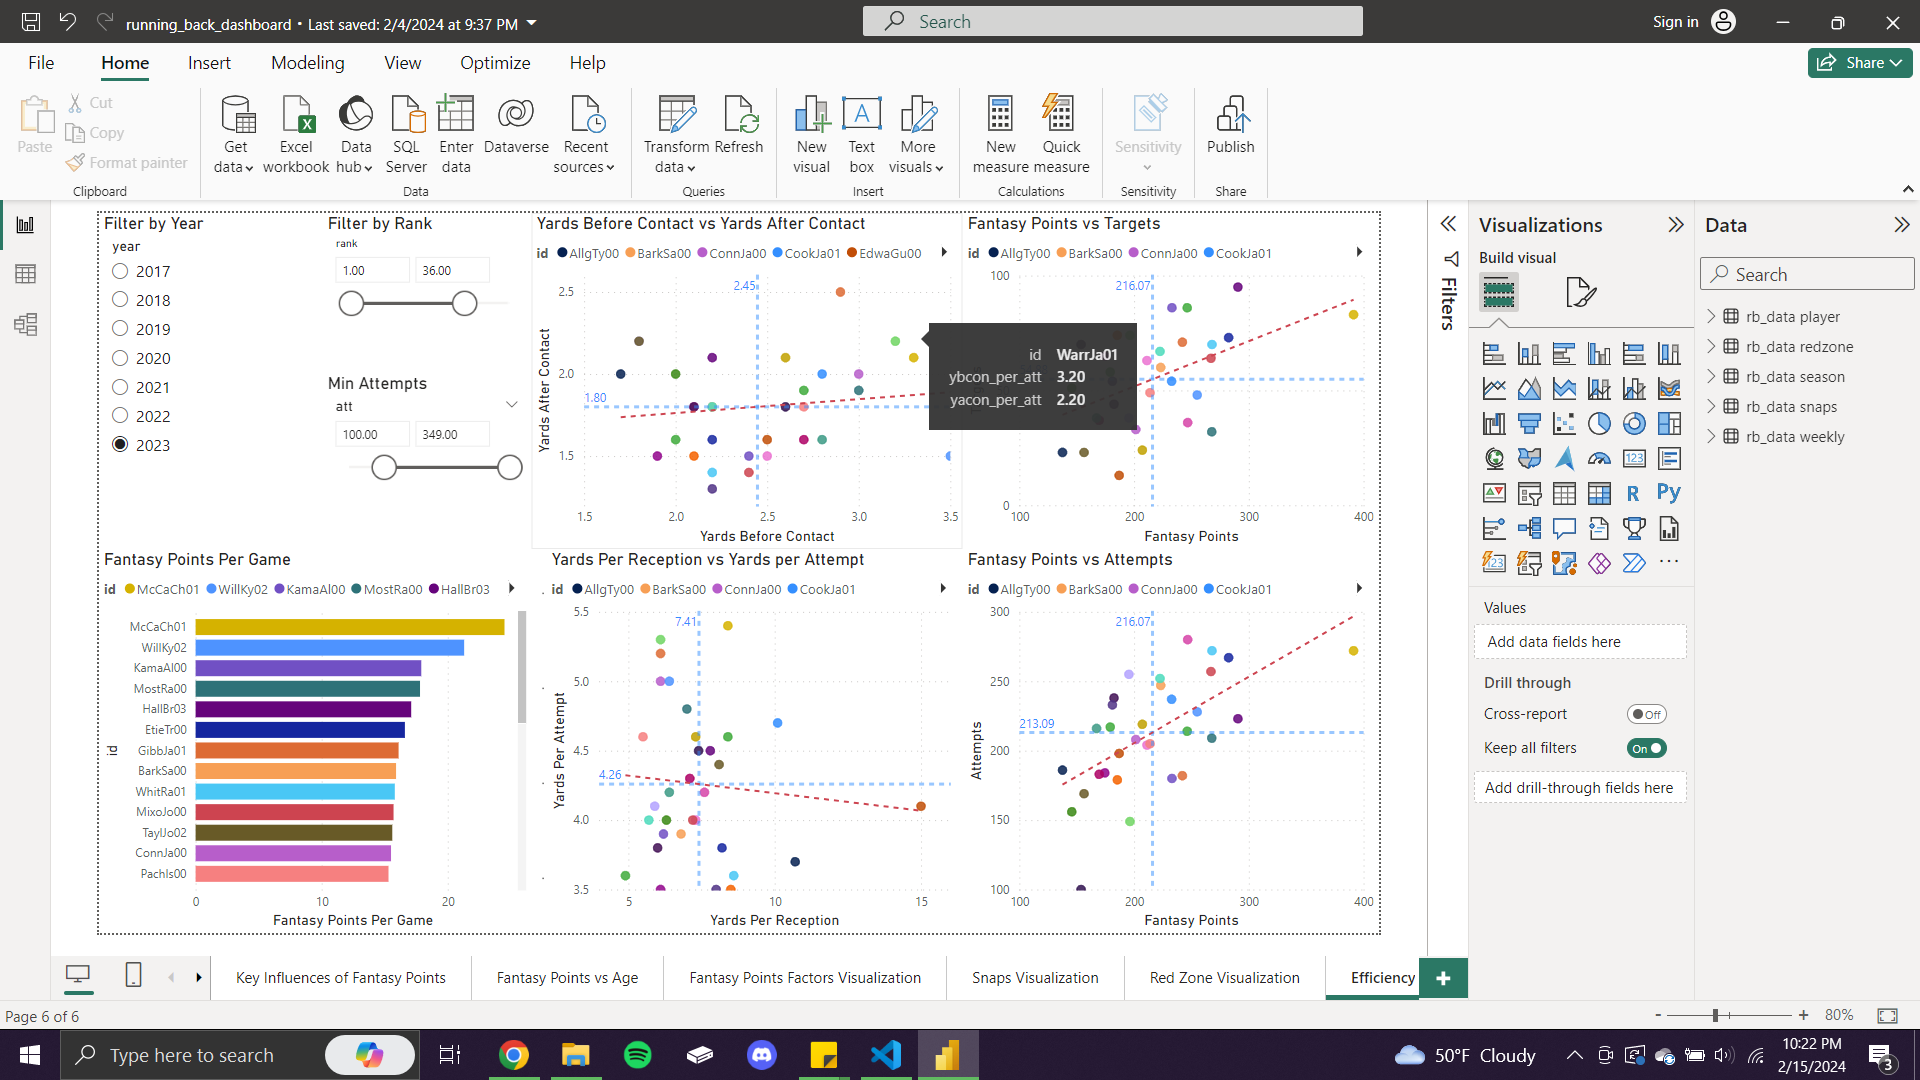 running_back_dashboard • Last saved: 2/4/2024 at 9:37 PM
Search
Sign in
File Home Insert Modeling View Optimize Help
Share
Paste
Cut
Copy
Format painter
Clipboard
Get data
Excel workbook
Data hub
SQL Server
Enter data
Dataverse
Recent sources
Data
Transform data
Refresh
Queries
New visual
Text box
More visuals
Insert
New measure
Quick measure
Calculations
Sensitivity
Sensitivity
Publish
Share
Filter by Year
year
2017
2018
2019
2020
2021
2022
2023
Filter by Rank
rank
1.00 36.00
Min Attempts
att
100.00 349.00
Yards Before Contact vs Yards After Contact
id AllgTy00 BarkSa00 ConnJa00 CookJa01 EdwaGu00
Yards After Contact
2.5
2.0
1.5
2.45
1.80
1.5 2.0 2.5 3.0 3.5
Yards Before Contact
id WarrJa01
ybcon_per_att 3.20
yacon_per_att 2.20
Fantasy Points vs Targets
id AllgTy00 BarkSa00 ConnJa00 CookJa01
100
0
216.07
100 200 300 400
Fantasy Points
Fantasy Points Per Game
id McCaCh01 WillKy02 KamaAl00 MostRa00 HallBr03
id
McCaCh01
WillKy02
KamaAl00
MostRa00
HallBr03
EtieTr00
GibbJa01
BarkSa00
WhitRa01
MixoJo00
TaylJo02
ConnJa00
PachIs00
0 10 20
Fantasy Points Per Game
Yards Per Reception vs Yards per Attempt
id AllgTy00 BarkSa00 ConnJa00 CookJa01
Yards Per Attempt
5.5
5.0
4.5
4.0
3.5
7.41
4.26
5 10 15
Yards Per Reception
Fantasy Points vs Attempts
id AllgTy00 BarkSa00 ConnJa00 CookJa01
Attempts
300
250
200
150
100
216.07
213.09
100 200 300 400
Fantasy Points
Filters
Visualizations
Build visual
Values
Add data fields here
Drill through
Cross-report Off
Keep all filters On
Add drill-through fields here
Data
Search
rb_data player
rb_data redzone
rb_data season
rb_data snaps
rb_data weekly
Key Influences of Fantasy Points
Fantasy Points vs Age
Fantasy Points Factors Visualization
Snaps Visualization
Red Zone Visualization
Efficiency
Page 6 of 6
- + 80%
Type here to search
50°F Cloudy
10:22 PM
2/15/2024
3